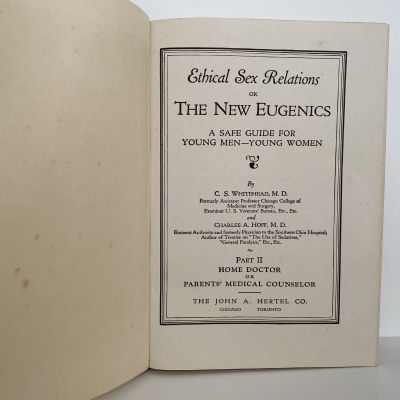 Ethical Sex Relations
OR
THE NEW EUGENICS
A SAFE GUIDE FOR
YOUNG MEN—YOUNG WOMEN
By
C. S. WHITEHEAD, M. D.
Formerly Assistant Professor Chicago College of
Medicine and Surgery,
Examiner U. S. Veterans' Bureau, Etc., Etc.
and
CHARLES A. HOFF, M. D.
Eminent Authority and formerly Physician to the Southern Ohio Hospital;
Author of Treatise on "The Use of Sedatives,"
"General Paralysis," Etc., Etc.
PART II
HOME DOCTOR
OR
PARENTS' MEDICAL COUNSELOR
THE JOHN A. HERTEL CO.
CHICAGO TORONTO